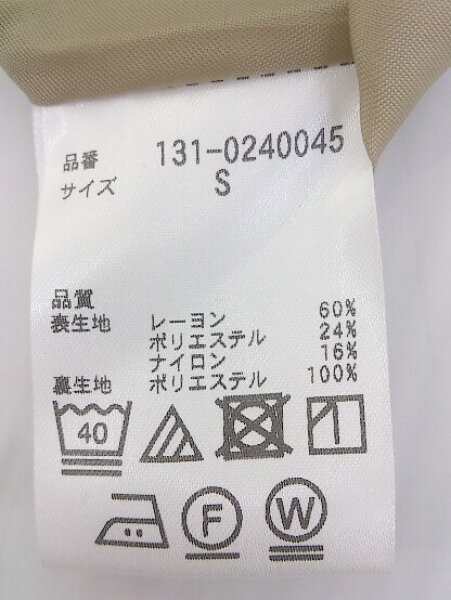 品番 131-0240045
サイズ S
品質
表生地 レーヨン 60%
ポリエステル 24%
ナイロン 16%
裏生地 ポリエステル 100%
40
F W